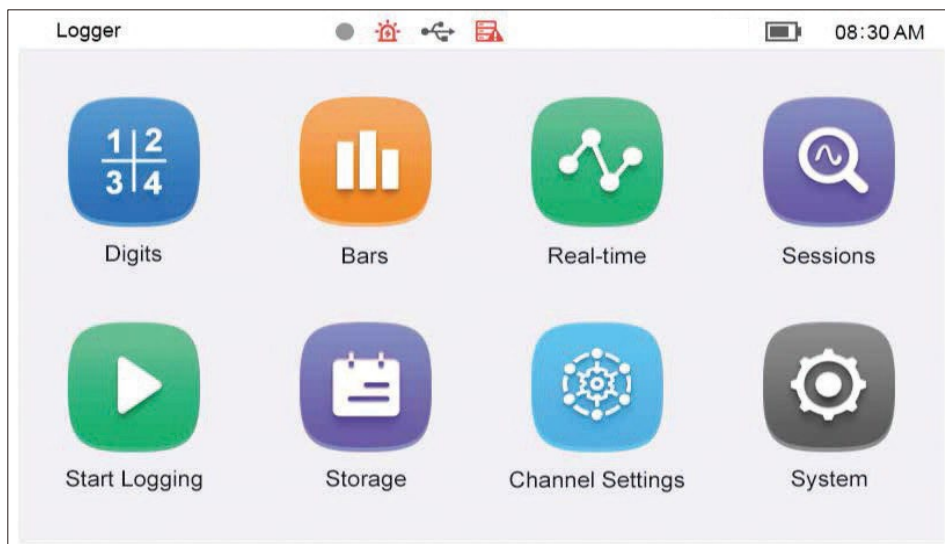 Logger 08:30 AM
1 2
3 4
Digits Bars Real-time Sessions
Start Logging Storage Channel Settings System